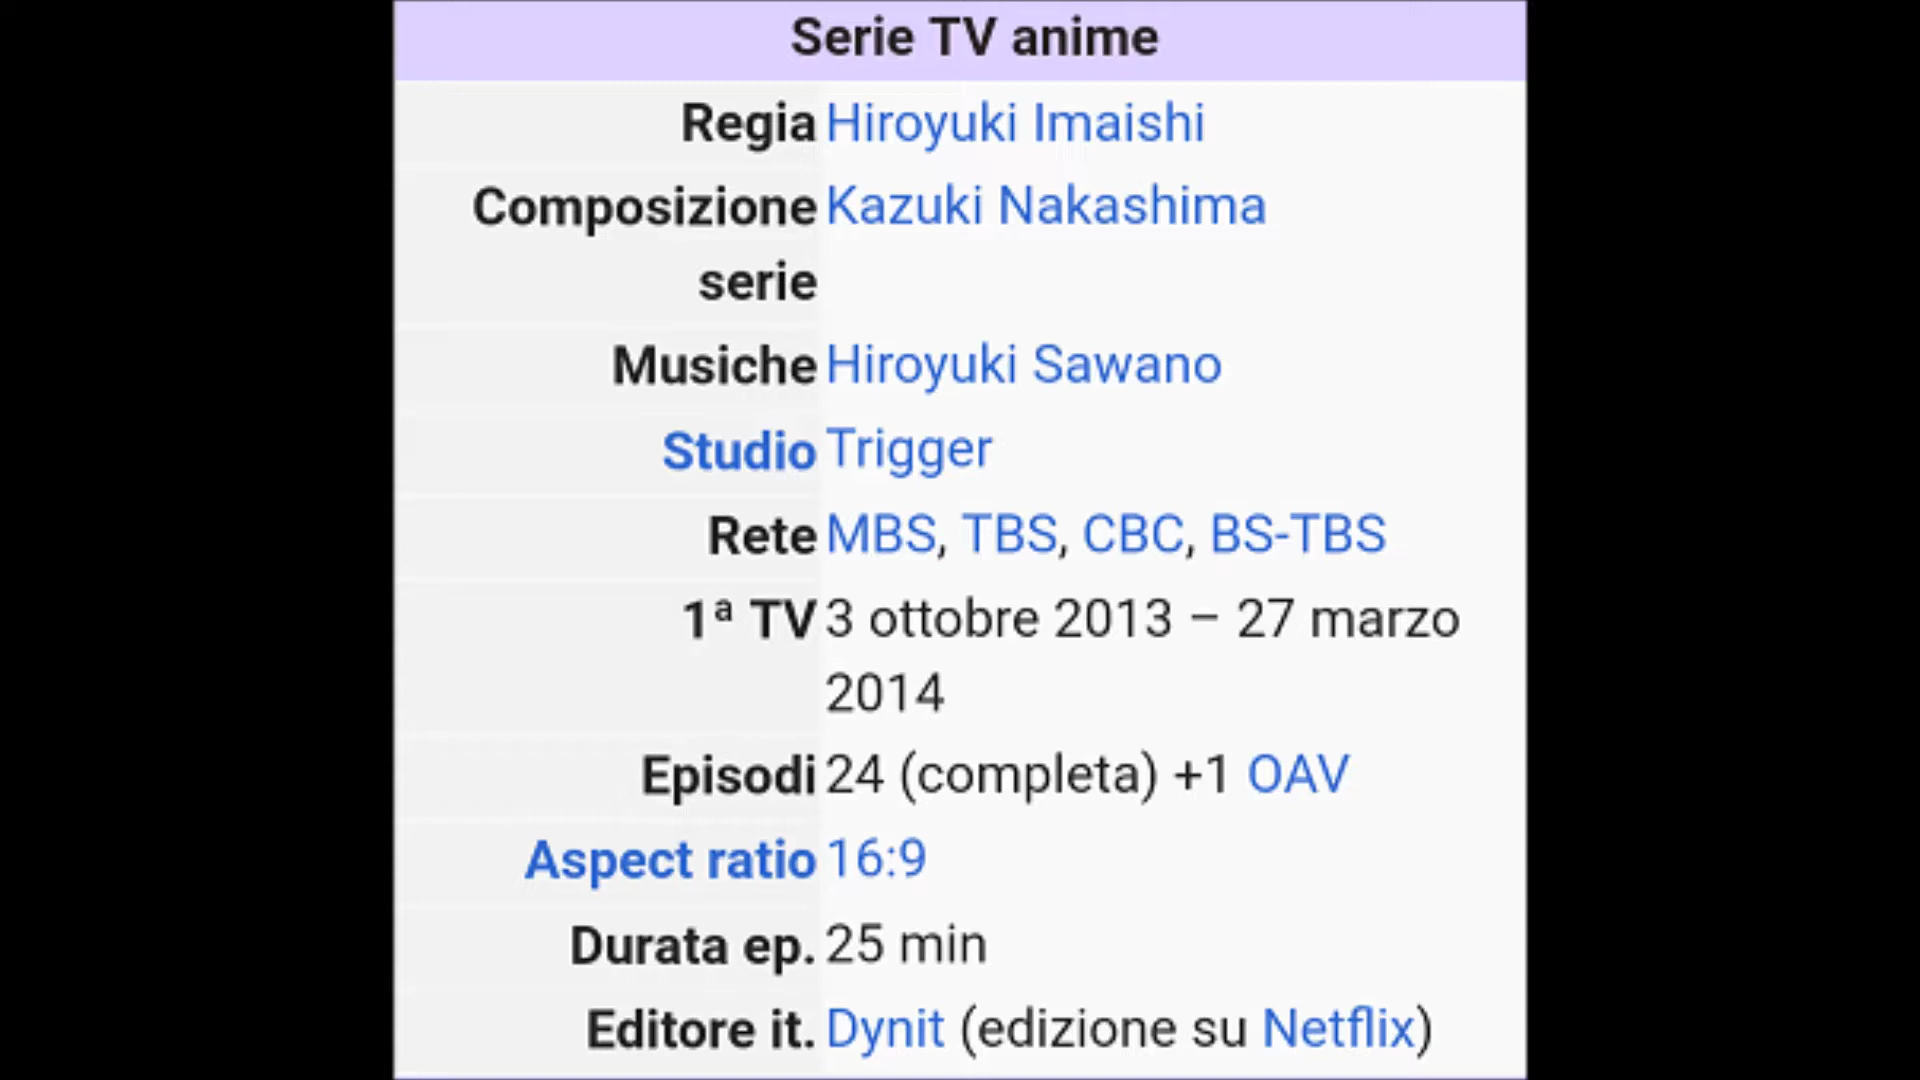 Serie TV anime
Regia Hiroyuki Imaishi
Composizione Kazuki Nakashima
serie
Musiche Hiroyuki Sawano
Studio Trigger
Rete MBS, TBS, CBC, BS-TBS
1ª TV 3 ottobre 2013 – 27 marzo
2014
Episodi 24 (completa) +1 OAV
Aspect ratio 16:9
Durata ep. 25 min
Editore it. Dynit (edizione su Netflix)